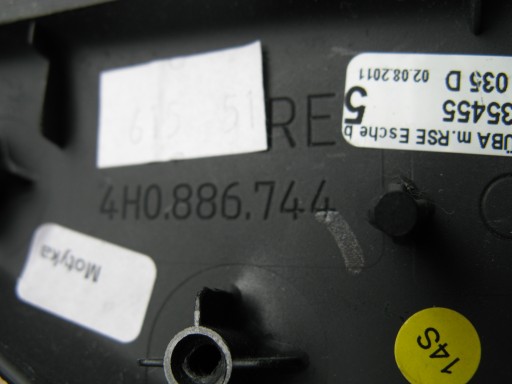 RE
4H0.886.744
Motyka
ÜBA m.RSE Esche b
35455
5
035 D
02.08.2011
14S